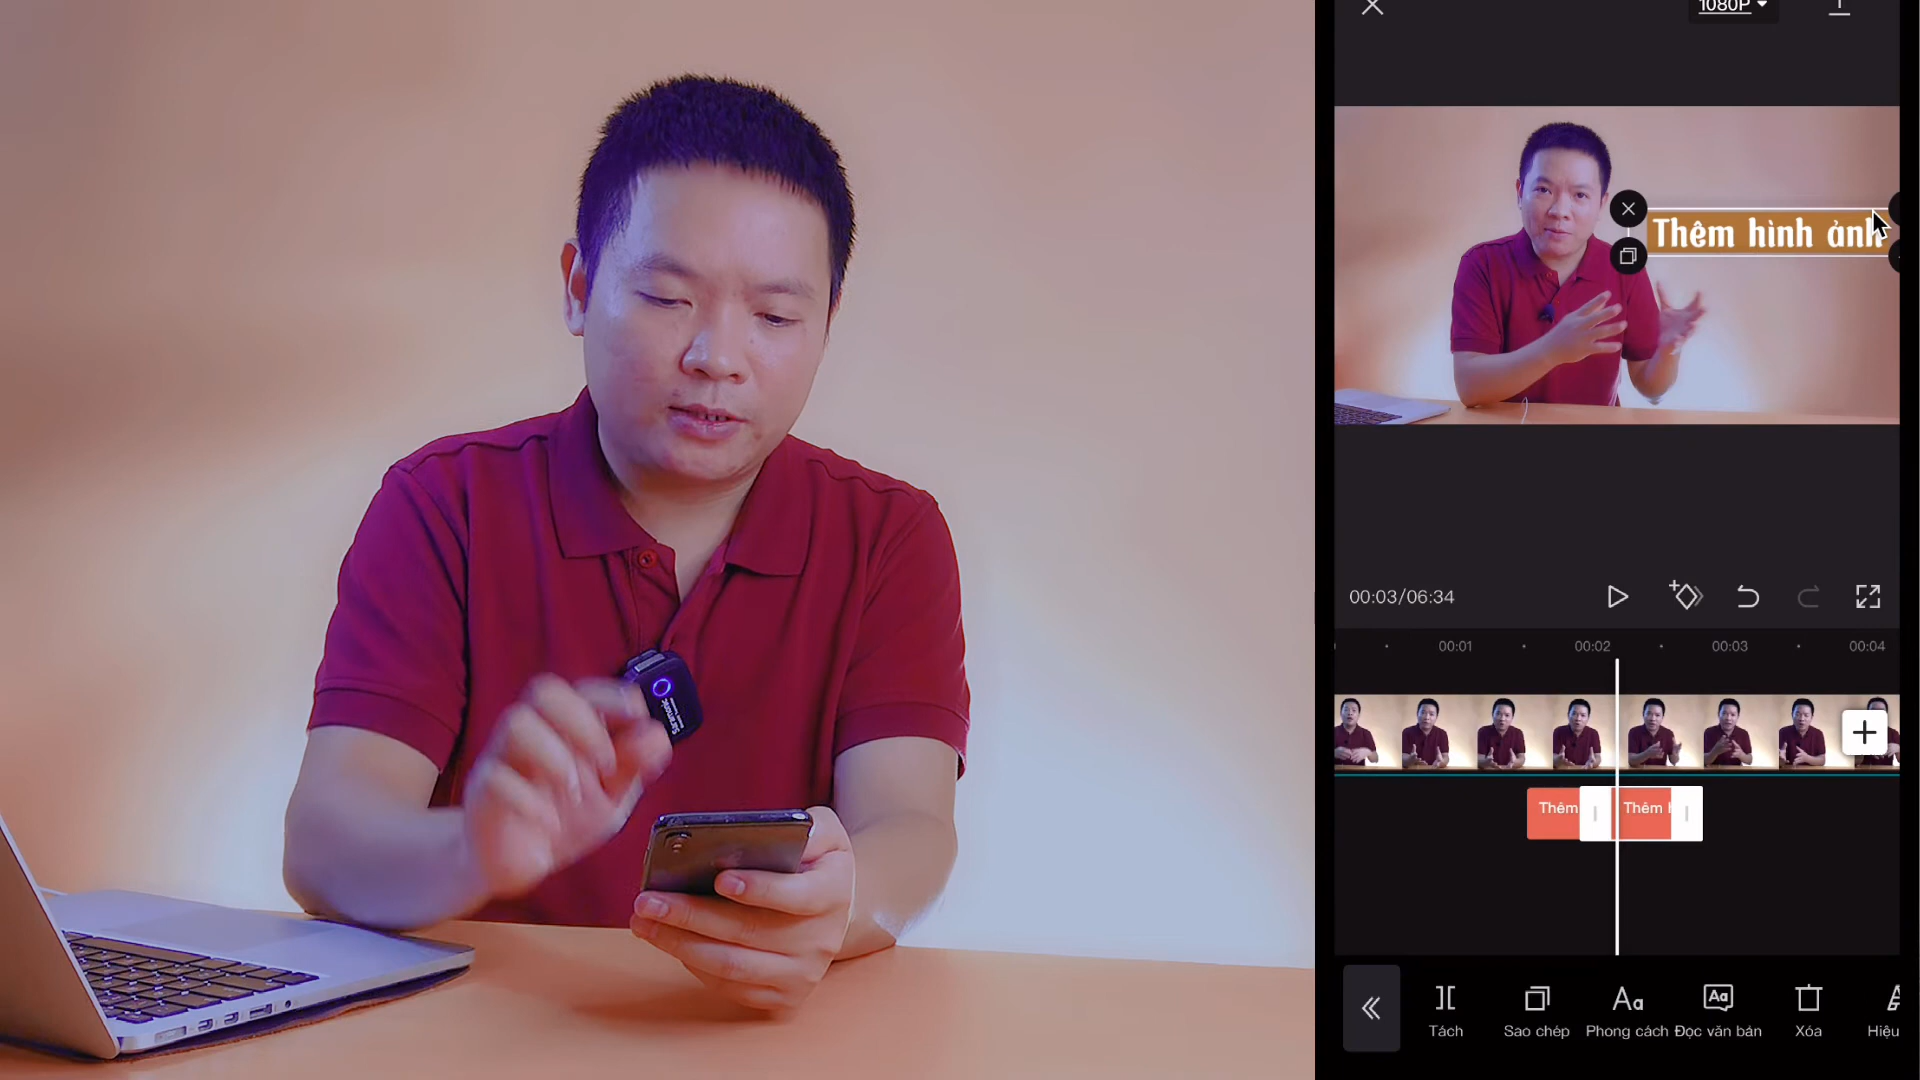 1080P
Thêm hình ảnh
00:03/06:34
00:01
00:02
00:03
00:04
Thêm
Thêm h
Tách
Sao chép
Phong cách
Đọc văn bản
Xóa
Hiệu
Saramonic